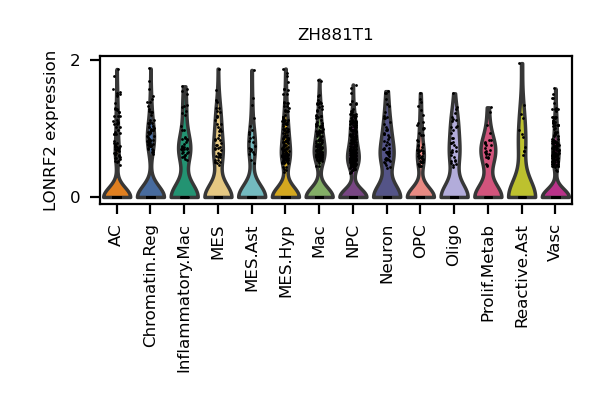 ZH881T1
LONRF2 expression
2
0
AC
Chromatin.Reg
Inflammatory.Mac
MES
MES.Ast
MES.Hyp
Mac
NPC
Neuron
OPC
Oligo
Prolif.Metab
Reactive.Ast
Vasc